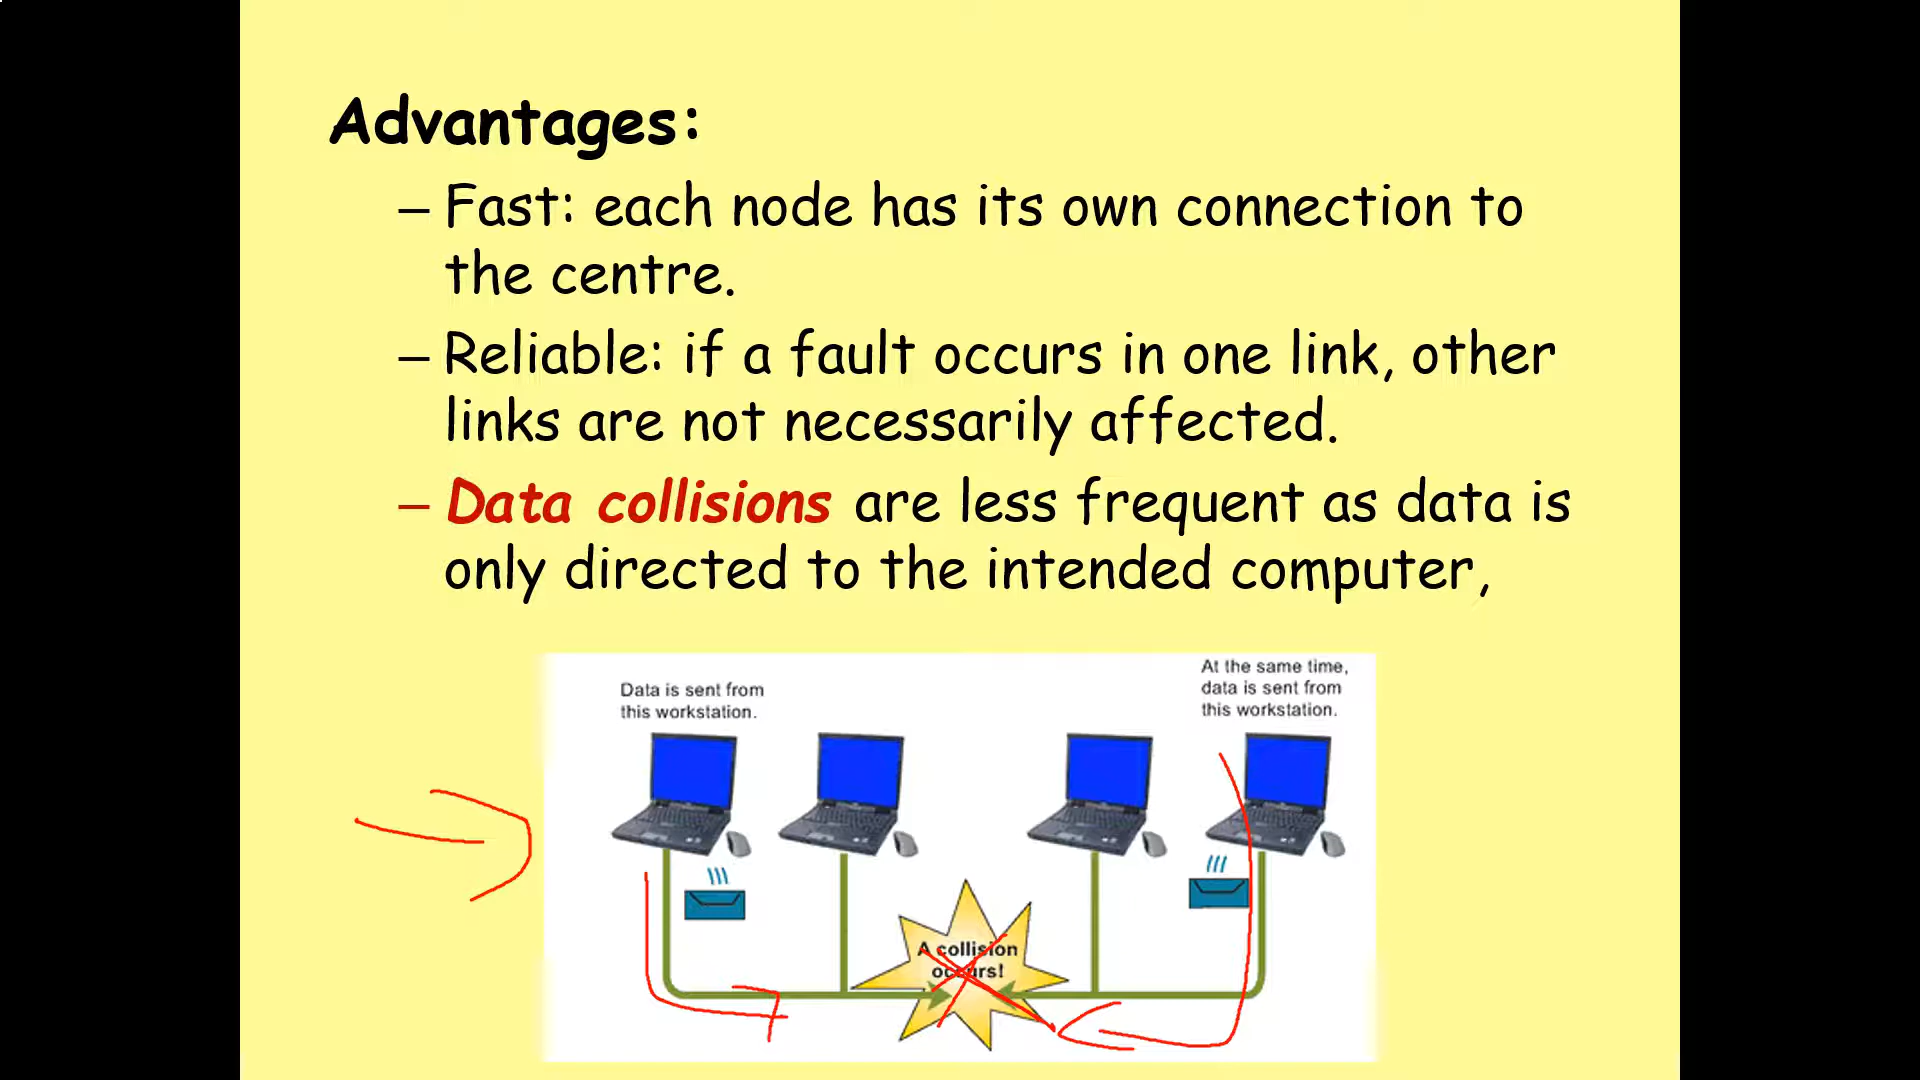 Advantages:
– Fast: each node has its own connection to
the centre.
– Reliable: if a fault occurs in one link, other
links are not necessarily affected.
– Data collisions are less frequent as data is
only directed to the intended computer,
Data is sent from
this workstation.
At the same time,
data is sent from
this workstation.
A collision
occurs!